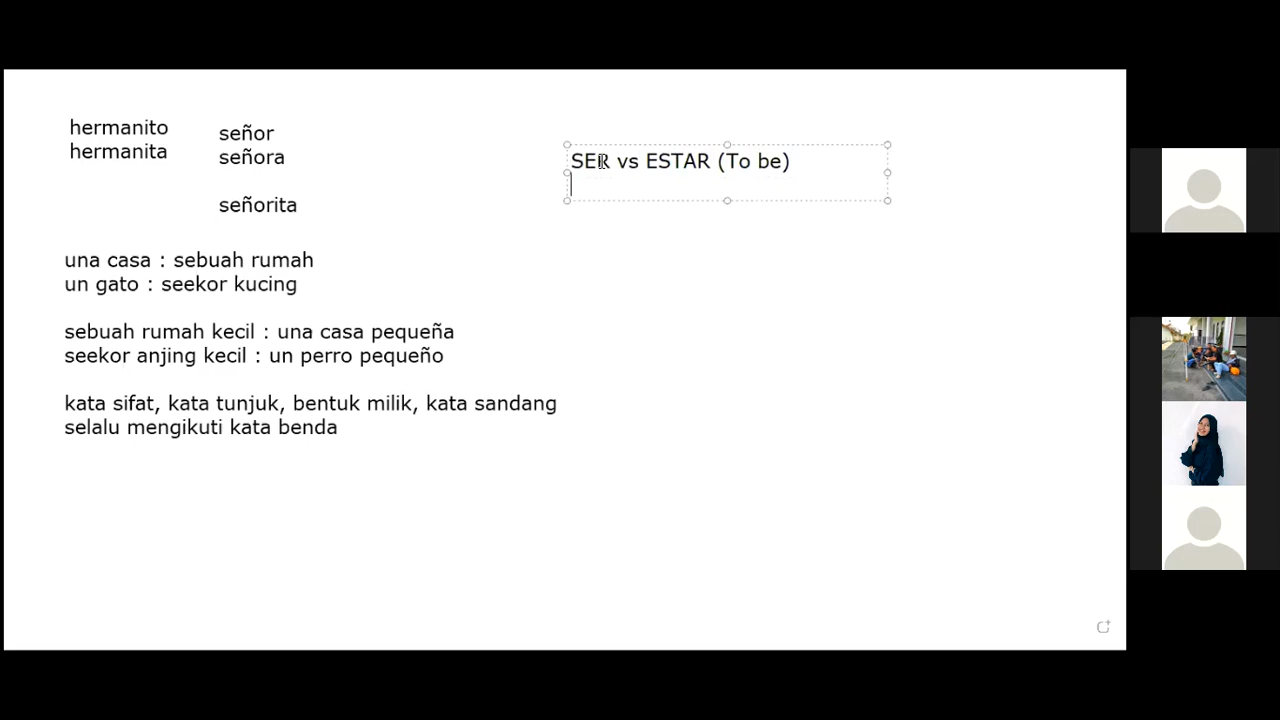 hermanito
hermanita
señor
señora
señorita
una casa : sebuah rumah
un gato : seekor kucing
sebuah rumah kecil : una casa pequeña
seekor anjing kecil : un perro pequeño
kata sifat, kata tunjuk, bentuk milik, kata sandang
selalu mengikuti kata benda
SER vs ESTAR (To be)